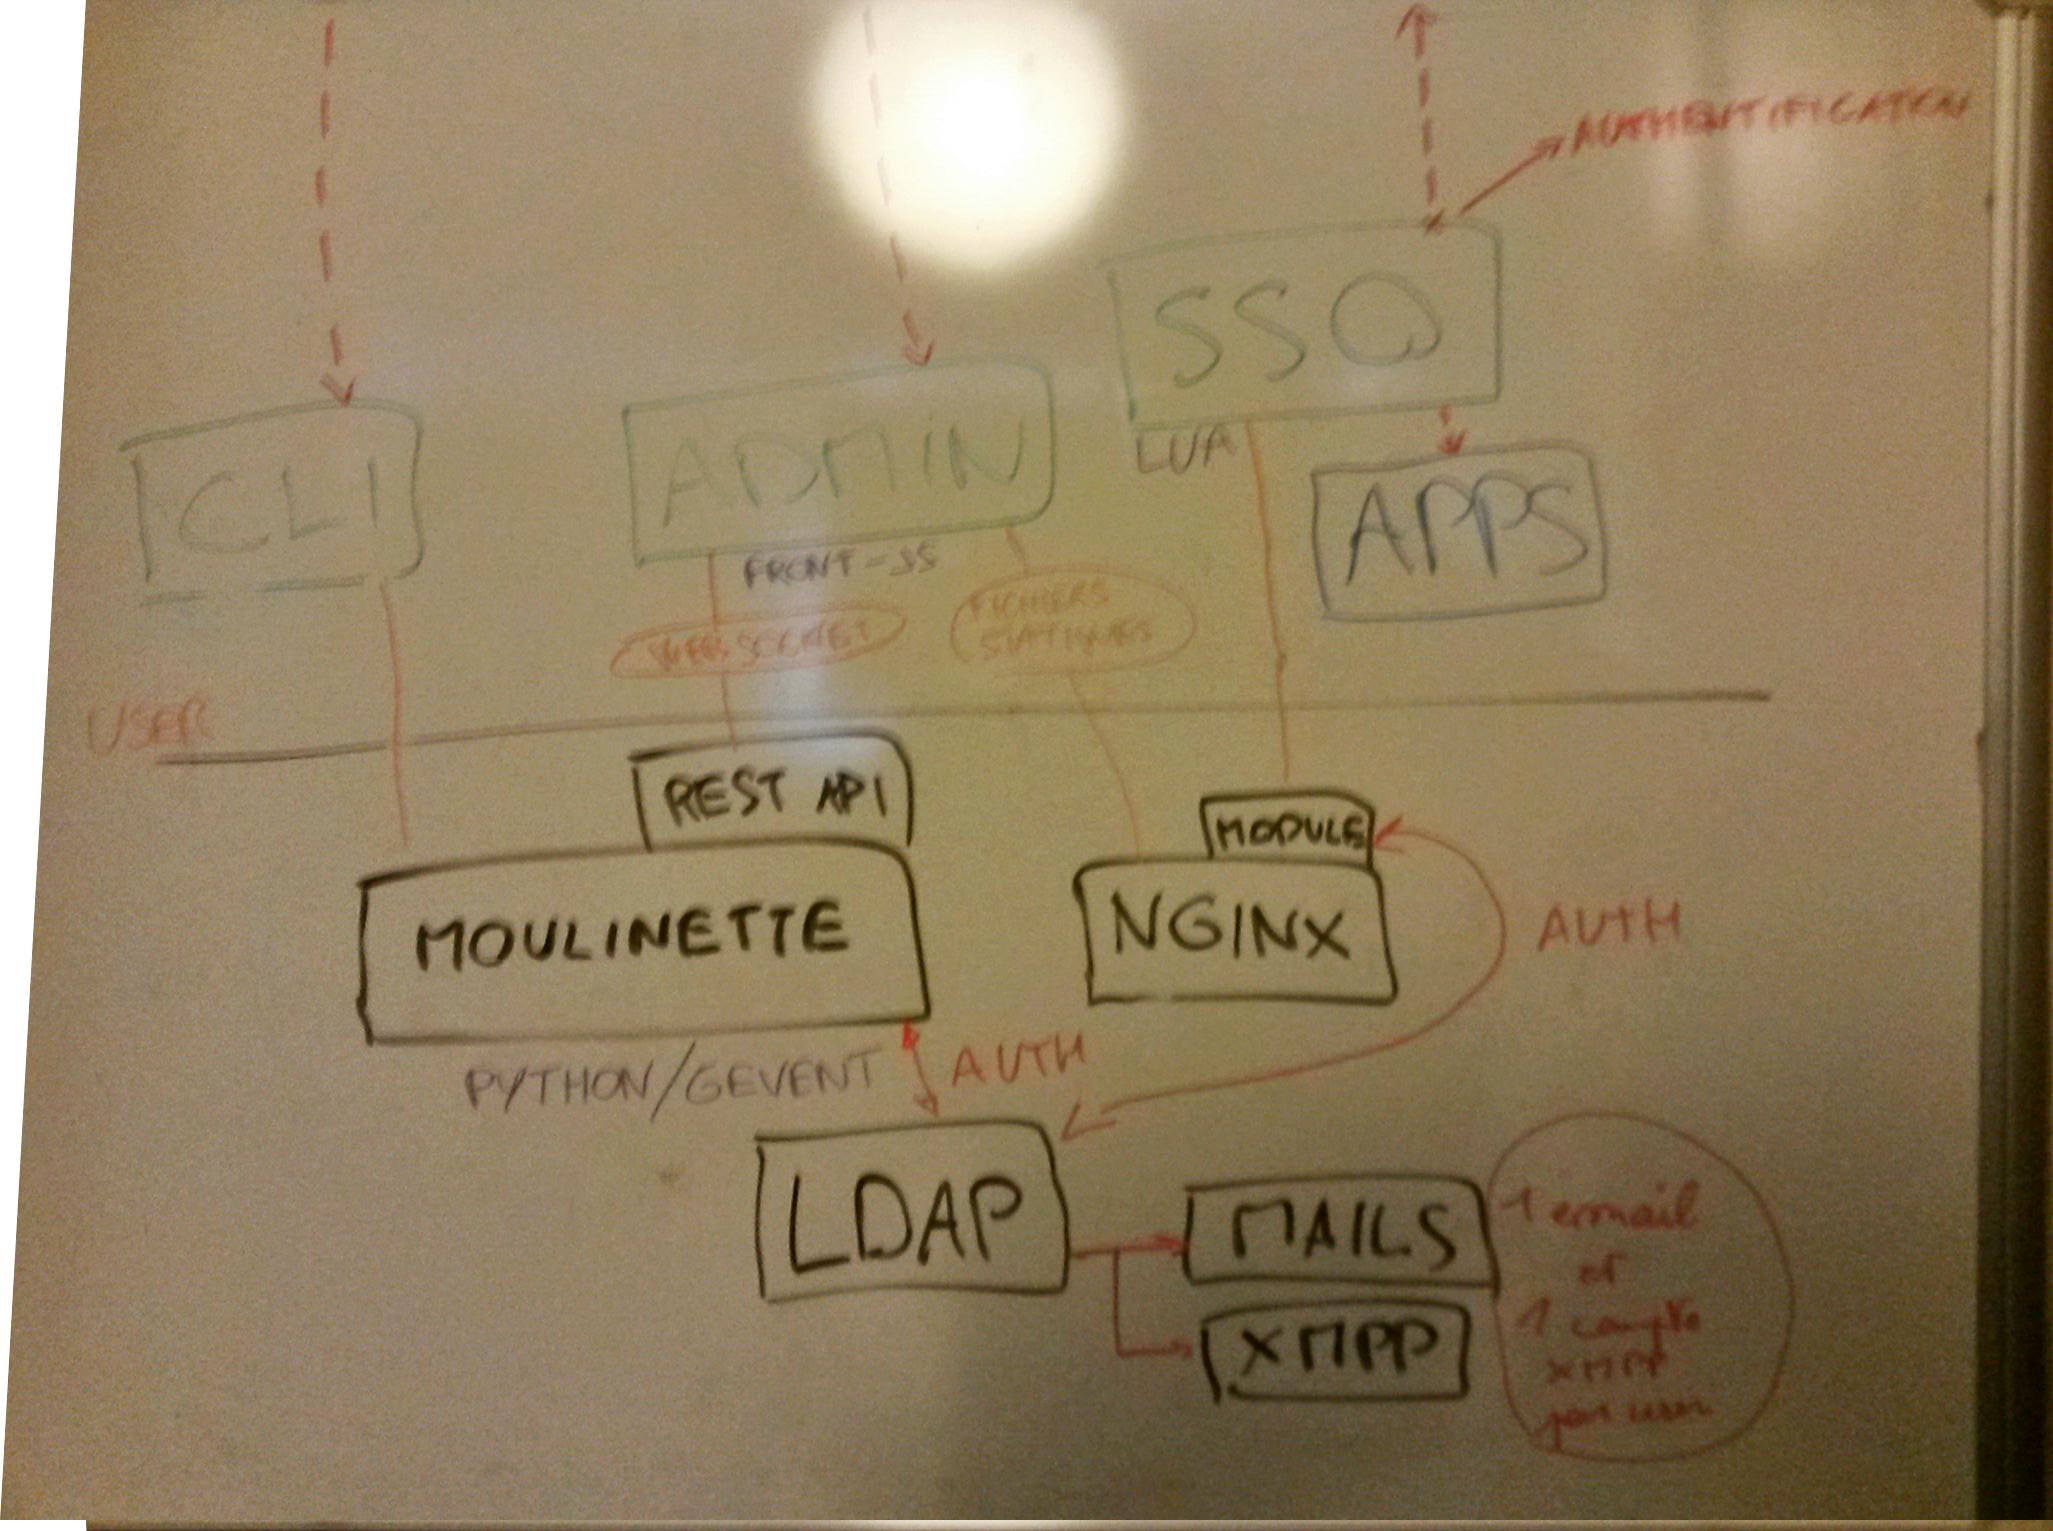 AUTHENTIFICATION
SSO
CLI
ADMIN
LUA
APPS
FRONT-JS
WEBSOCKET
FICHIERS
STATIQUES
USER
REST API
MODULE
MOULINETTE
NGINX
AUTH
PYTHON/GEVENT
AUTH
LDAP
MAILS
XMPP
1 email
et
1 compte
XMPP
par user